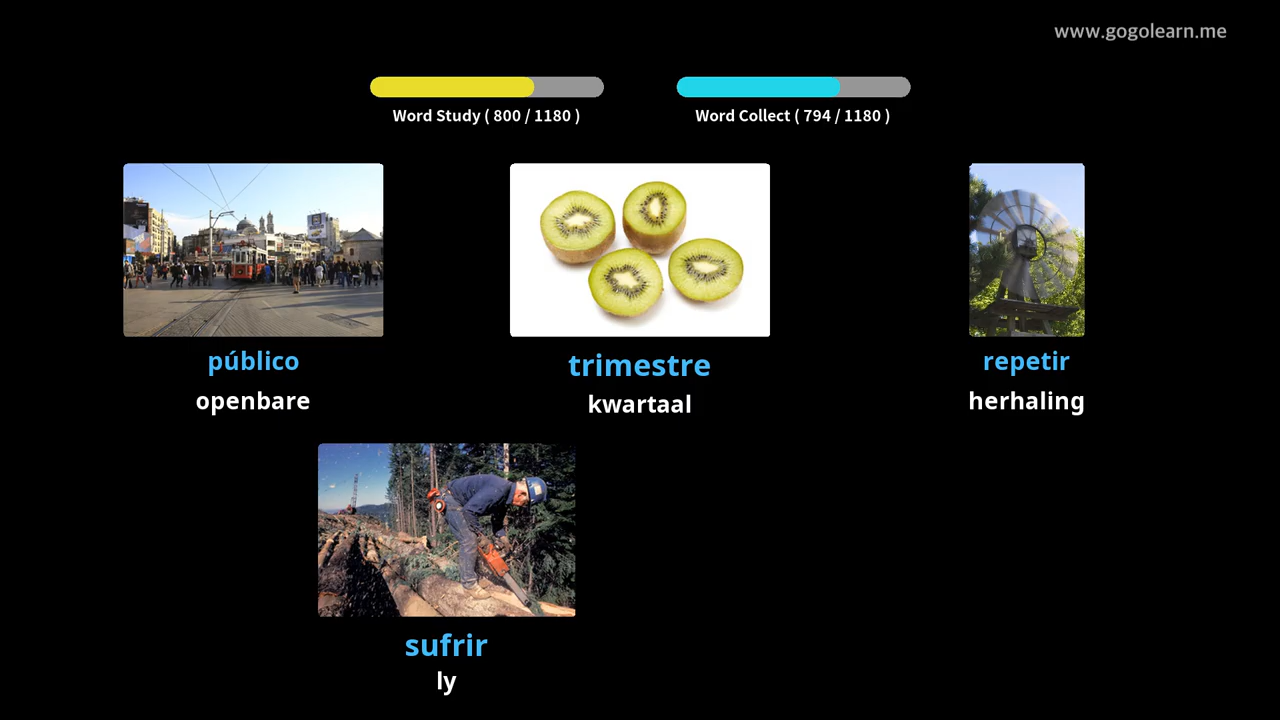 www.gogolearn.me
Word Study ( 800 / 1180 )
Word Collect ( 794 / 1180 )
público
openbare
trimestre
kwartaal
repetir
herhaling
sufrir
ly